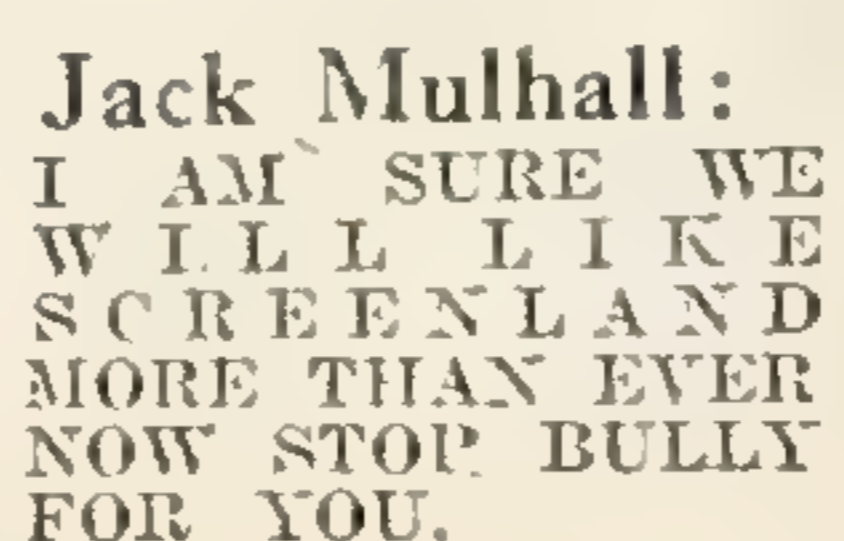 Jack Mulhall:
I AM SURE WE
WILL LIKE
SCREENLAND
MORE THAN EVER
NOW STOP BULLY
FOR YOU.